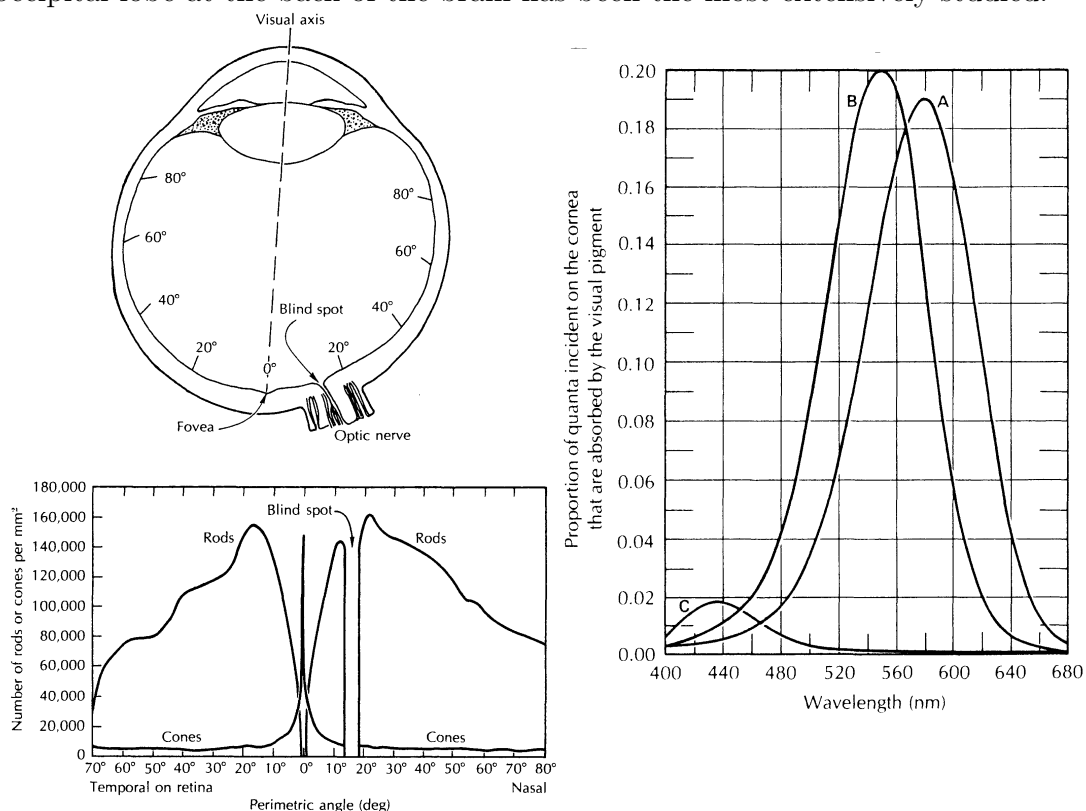 ccipital lobe at the back of the brain has been the most extensively studied.
Visual axis
80°
80°
60°
60°
40°
40°
Blind spot
20°
20°
0°
Fovea
Optic nerve
180,000
160,000
140,000
120,000
100,000
80,000
60,000
40,000
20,000
0
Number of rods or cones per mm²
Rods
Blind spot
Rods
Cones
Cones
70° 60° 50° 40° 30° 20° 10° 0° 10° 20° 30° 40° 50° 60° 70° 80°
Temporal on retina
Nasal
Perimetric angle (deg)
Proportion of quanta incident on the cornea
that are absorbed by the visual pigment
0.20
0.18
0.16
0.14
0.12
0.10
0.08
0.06
0.04
0.02
0.00
B
A
C
400 440 480 520 560 600 640 680
Wavelength (nm)